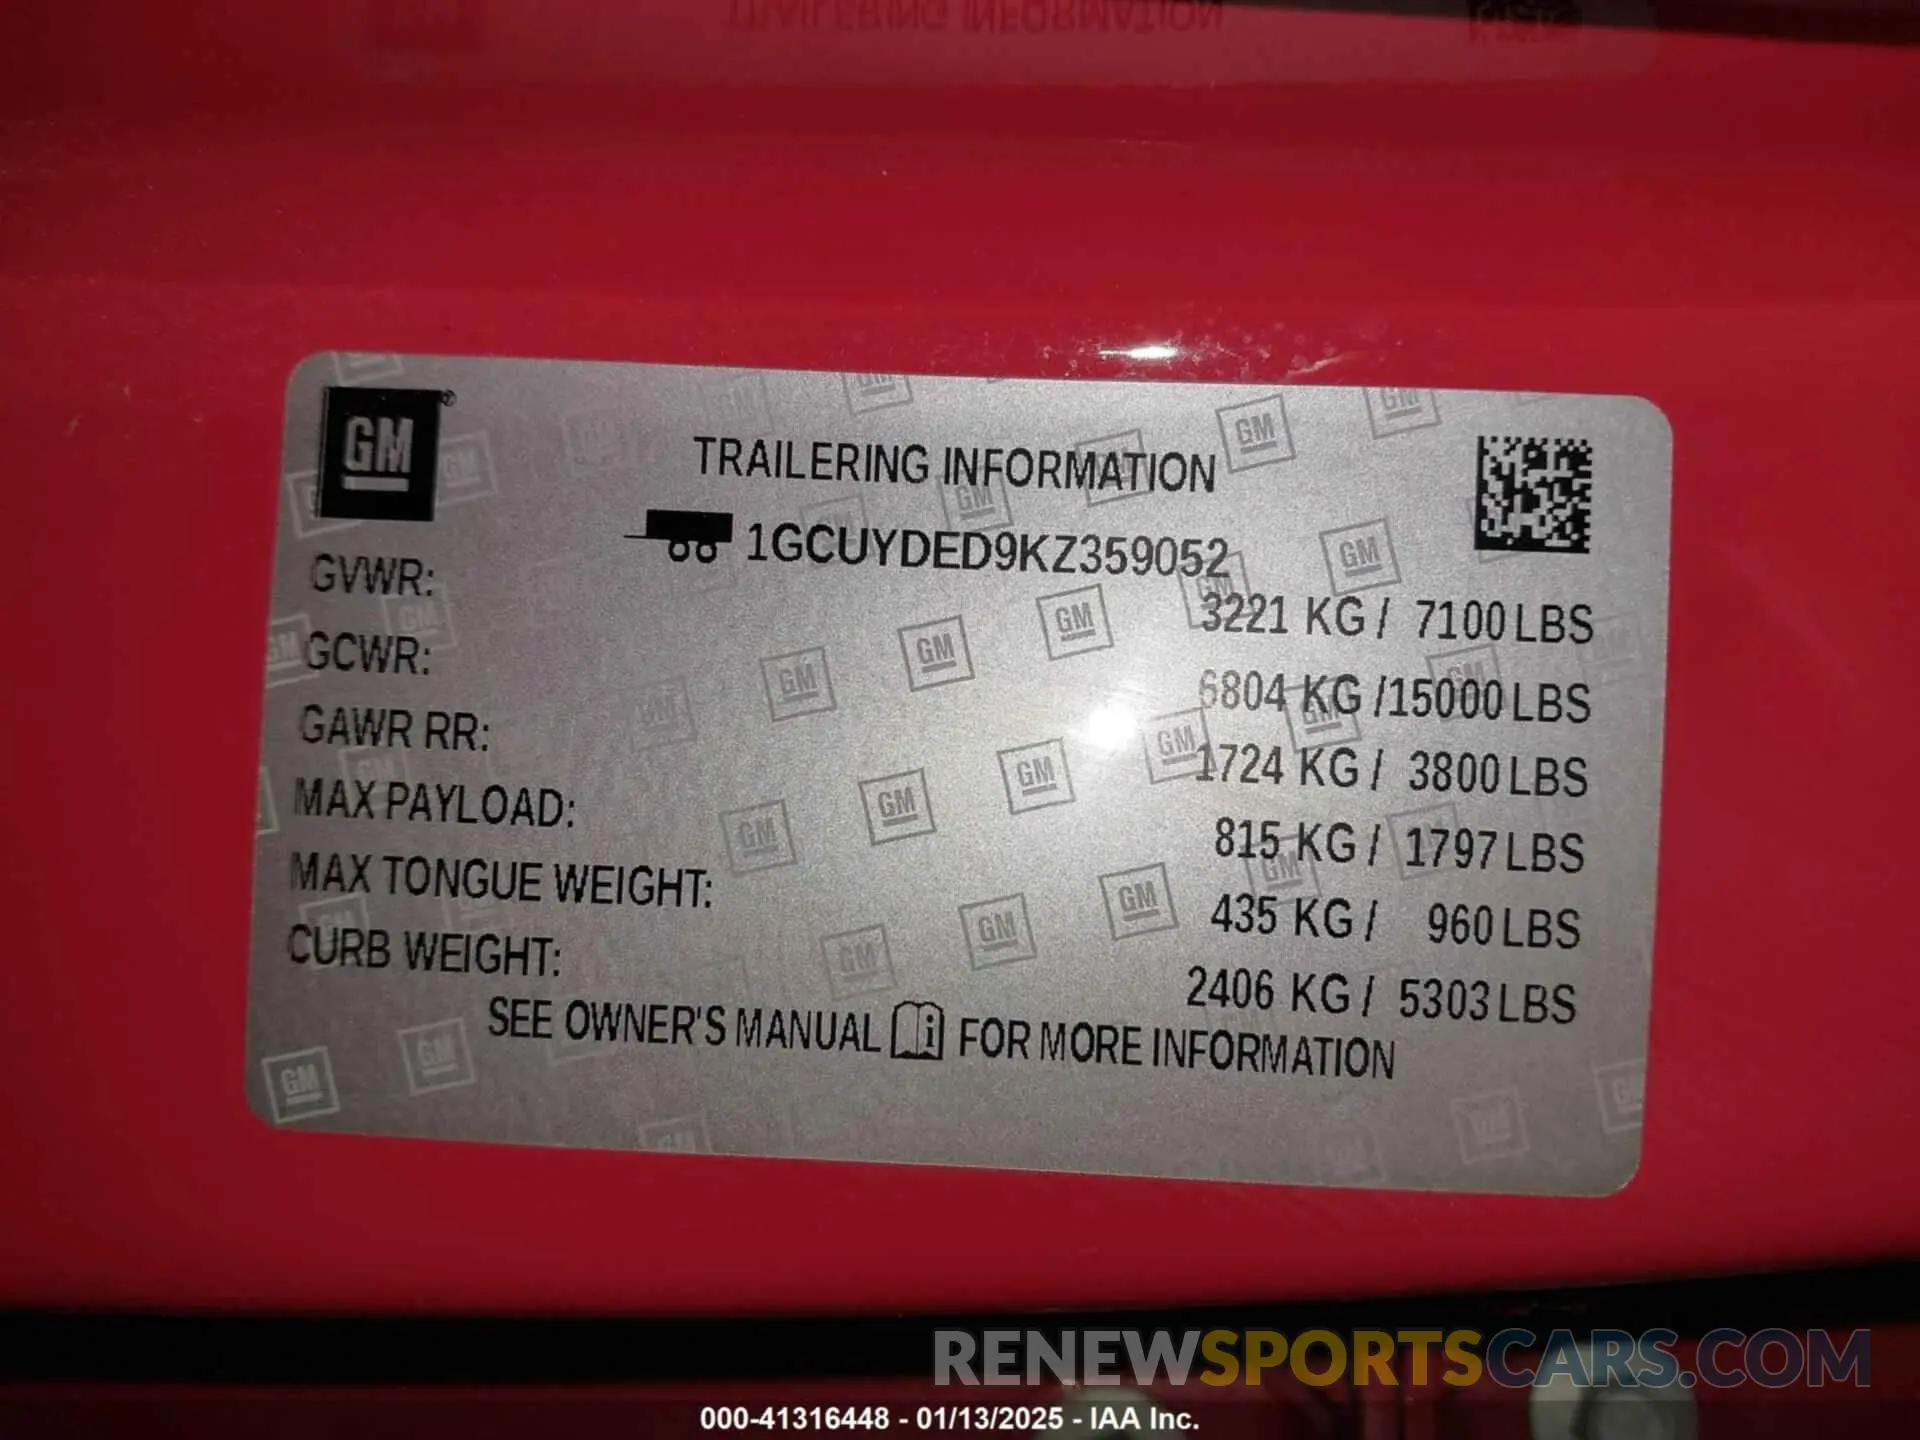 GM
TRAILERING INFORMATION
1GCUYDED9KZ359052
GVWR: 3221 KG / 7100 LBS
GCWR: 6804 KG /15000 LBS
GAWR RR: 1724 KG / 3800 LBS
MAX PAYLOAD: 815 KG / 1797 LBS
MAX TONGUE WEIGHT: 435 KG / 960 LBS
CURB WEIGHT: 2406 KG / 5303 LBS
SEE OWNER'S MANUAL i FOR MORE INFORMATION
RENEWSPORTSCARS.COM
000-41316448 - 01/13/2025 - IAA Inc.